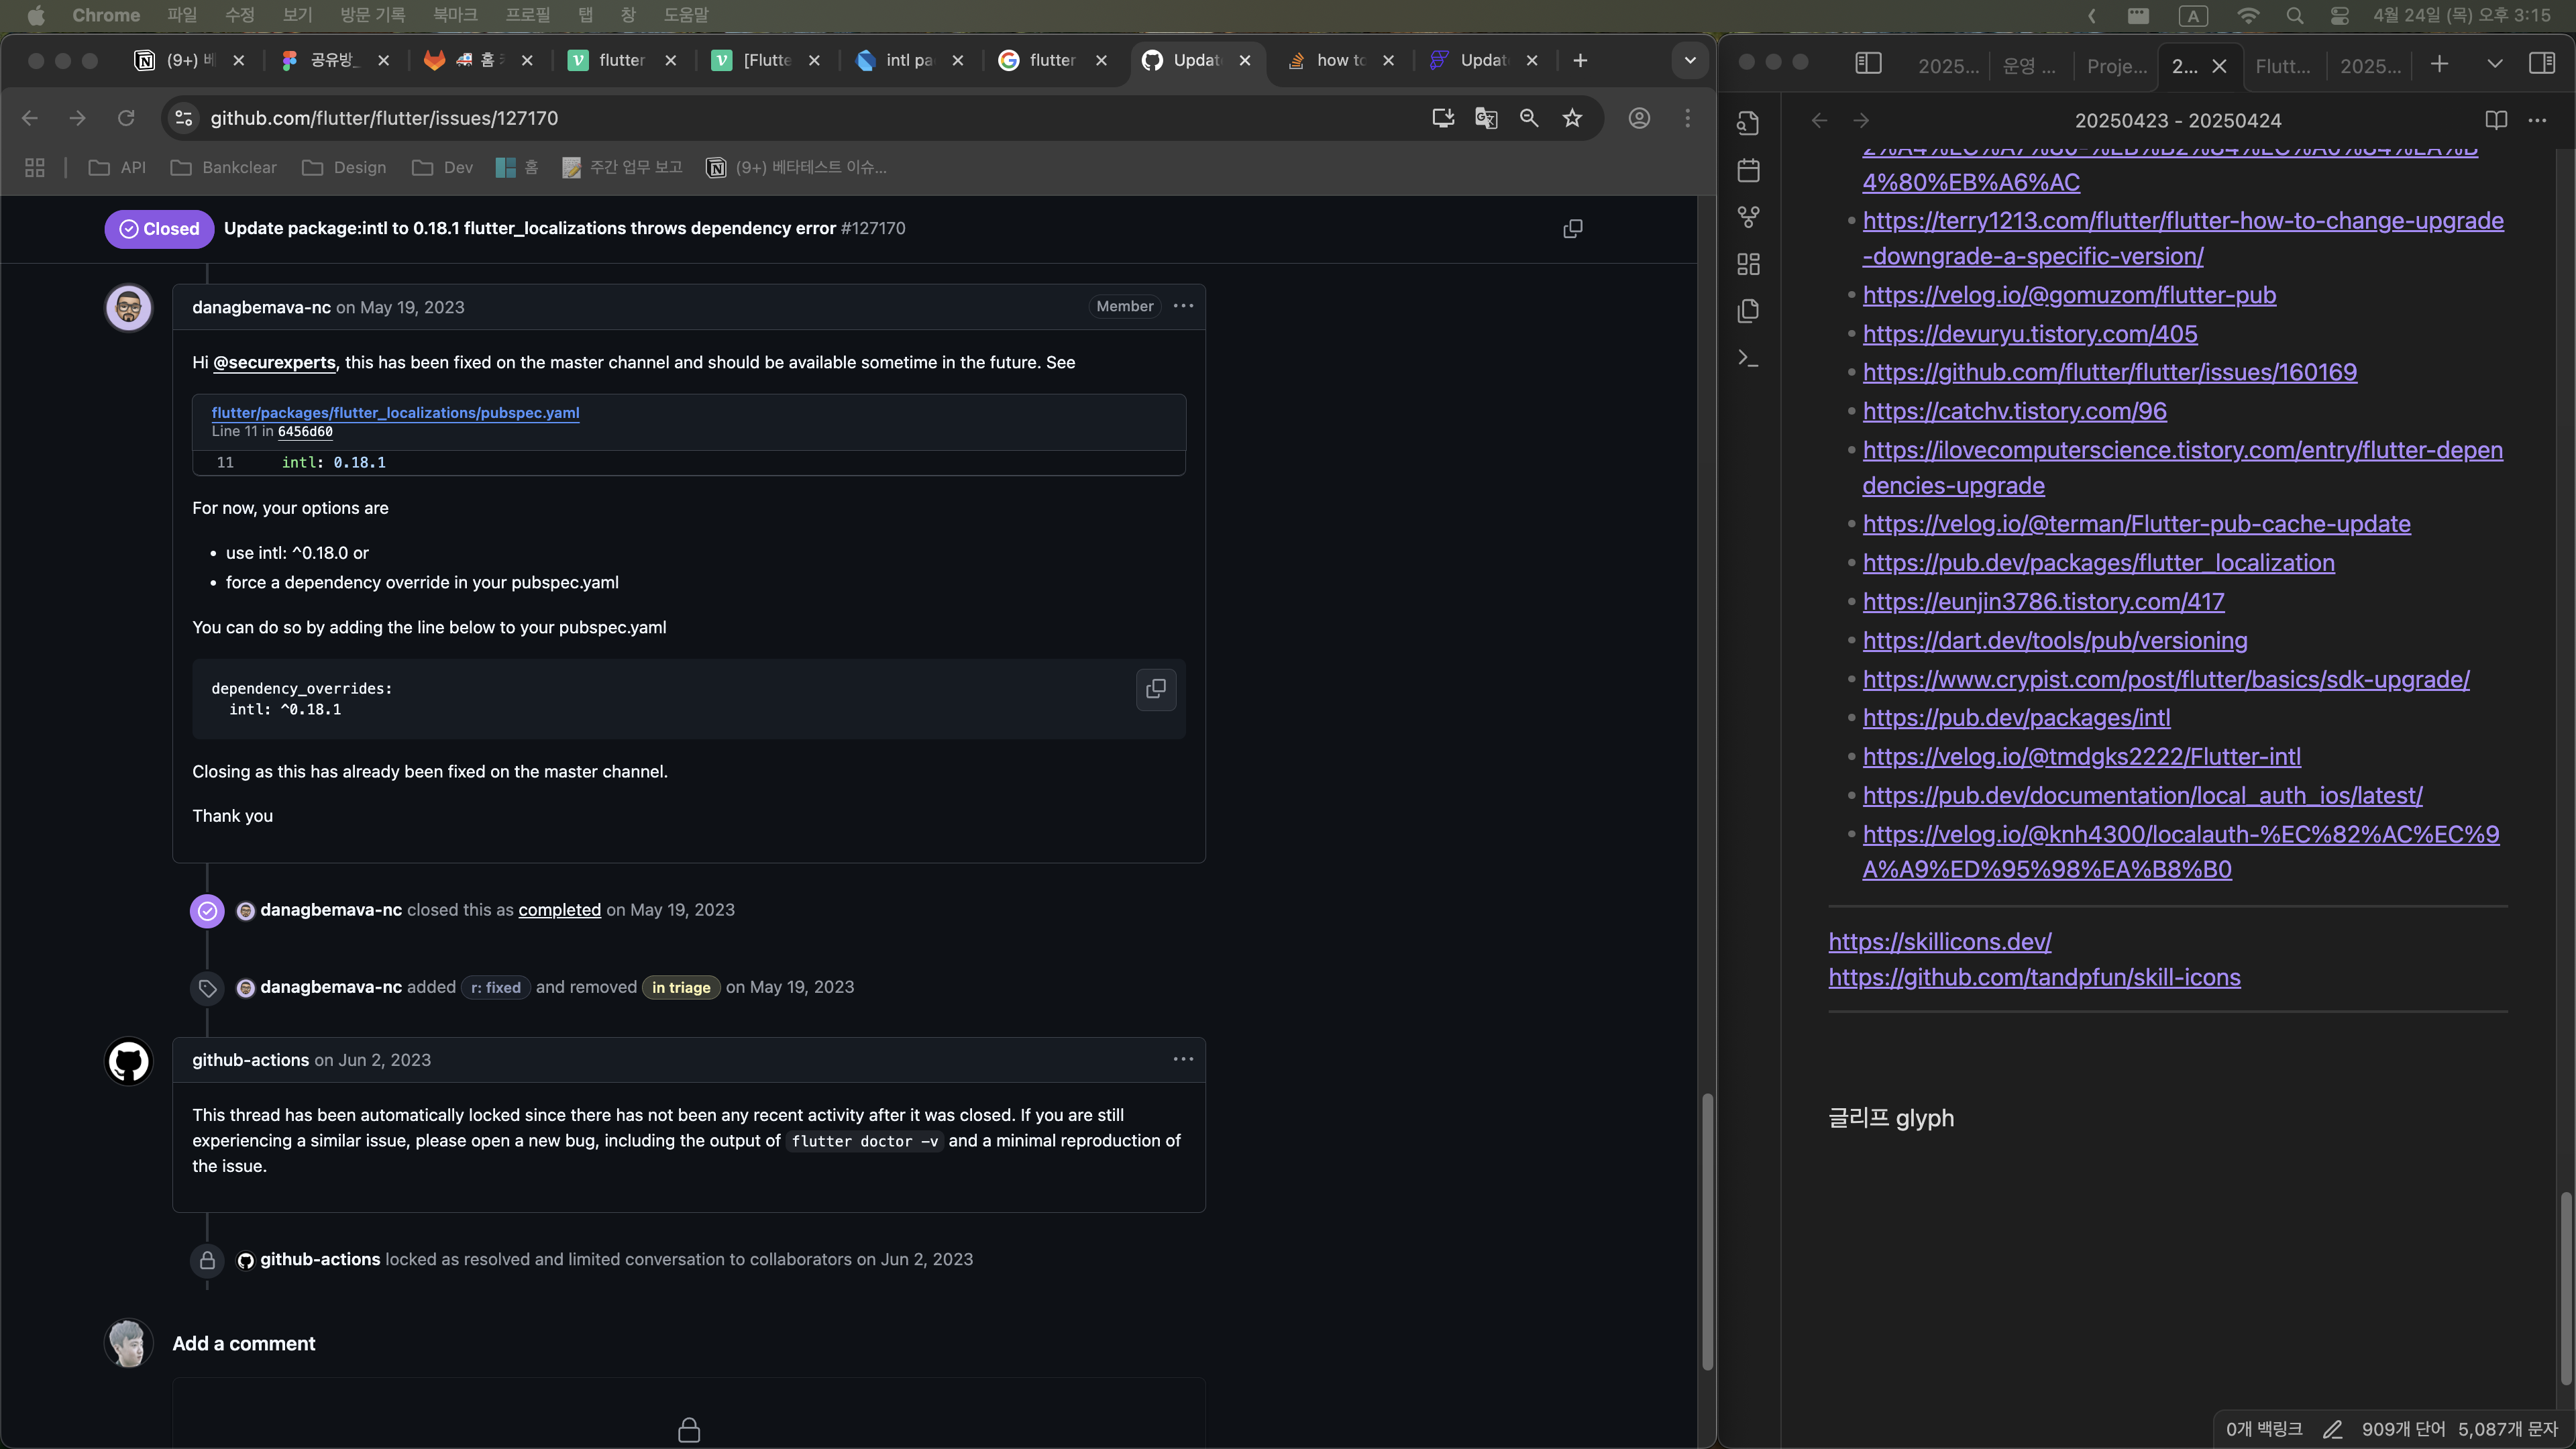 Chrome 파일 수정 보기 방문 기록 북마크 프로필 탭 창 도움말
A 4월 24일 (목) 오후 3:15
(9+) 공유방_ 홈 flutter [Flutte intl pa flutter Updat how to Updat
github.com/flutter/flutter/issues/127170
API Bankclear Design Dev 홈 주간 업무 보고 (9+) 베타테스트 이슈...
Closed Update package:intl to 0.18.1 flutter_localizations throws dependency error #127170
danagbemava-nc on May 19, 2023 Member
Hi @securexperts, this has been fixed on the master channel and should be available sometime in the future. See
flutter/packages/flutter_localizations/pubspec.yaml
Line 11 in 6456d60
11 intl: 0.18.1
For now, your options are
• use intl: ^0.18.0 or
• force a dependency override in your pubspec.yaml
You can do so by adding the line below to your pubspec.yaml
dependency_overrides:
intl: ^0.18.1
Closing as this has already been fixed on the master channel.
Thank you
danagbemava-nc closed this as completed on May 19, 2023
danagbemava-nc added r: fixed and removed in triage on May 19, 2023
github-actions on Jun 2, 2023
This thread has been automatically locked since there has not been any recent activity after it was closed. If you are still
experiencing a similar issue, please open a new bug, including the output of flutter doctor -v and a minimal reproduction of
the issue.
github-actions locked as resolved and limited conversation to collaborators on Jun 2, 2023
Add a comment
2025... 운영 ... Proje... 2... Flutt... 2025...
20250423 - 20250424
2%A4%EC%A7%80-%EB%B2%84%EC%A0%84%EA%B
4%80%EB%A6%AC
• https://terry1213.com/flutter/flutter-how-to-change-upgrade
-downgrade-a-specific-version/
• https://velog.io/@gomuzom/flutter-pub
• https://devuryu.tistory.com/405
• https://github.com/flutter/flutter/issues/160169
• https://catchv.tistory.com/96
• https://ilovecomputerscience.tistory.com/entry/flutter-depen
dencies-upgrade
• https://velog.io/@terman/Flutter-pub-cache-update
• https://pub.dev/packages/flutter_localization
• https://eunjin3786.tistory.com/417
• https://dart.dev/tools/pub/versioning
• https://www.crypist.com/post/flutter/basics/sdk-upgrade/
• https://pub.dev/packages/intl
• https://velog.io/@tmdgks2222/Flutter-intl
• https://pub.dev/documentation/local_auth_ios/latest/
• https://velog.io/@knh4300/localauth-%EC%82%AC%EC%9
A%A9%ED%95%98%EA%B8%B0
https://skillicons.dev/
https://github.com/tandpfun/skill-icons
글리프 glyph
0개 백링크 909개 단어 5,087개 문자